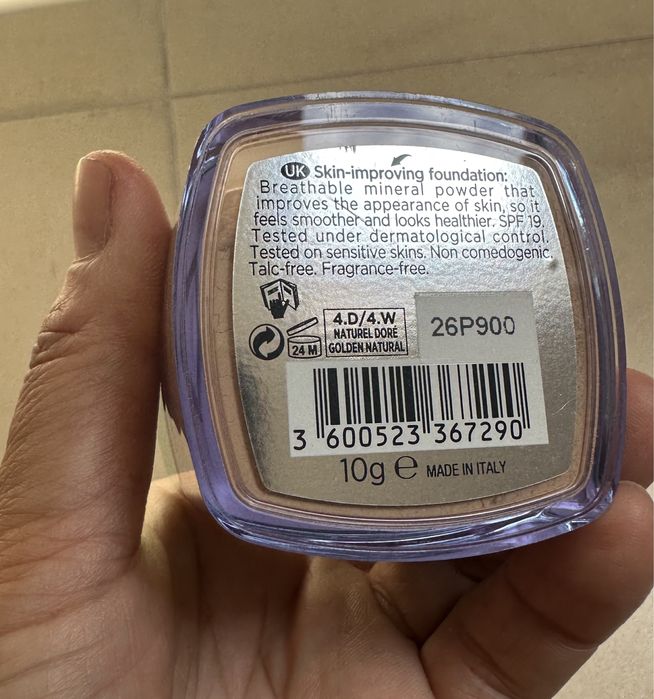 UK Skin-improving foundation:
Breathable mineral powder that
improves the appearance of skin, so it
feels smoother and looks healthier. SPF 19.
Tested under dermatological control.
Tested on sensitive skins. Non comedogenic.
Talc-free. Fragrance-free.
24 M
4.D/4.W
NATUREL DORÉ
GOLDEN NATURAL
26P900
3 600523 367290
10g e MADE IN ITALY